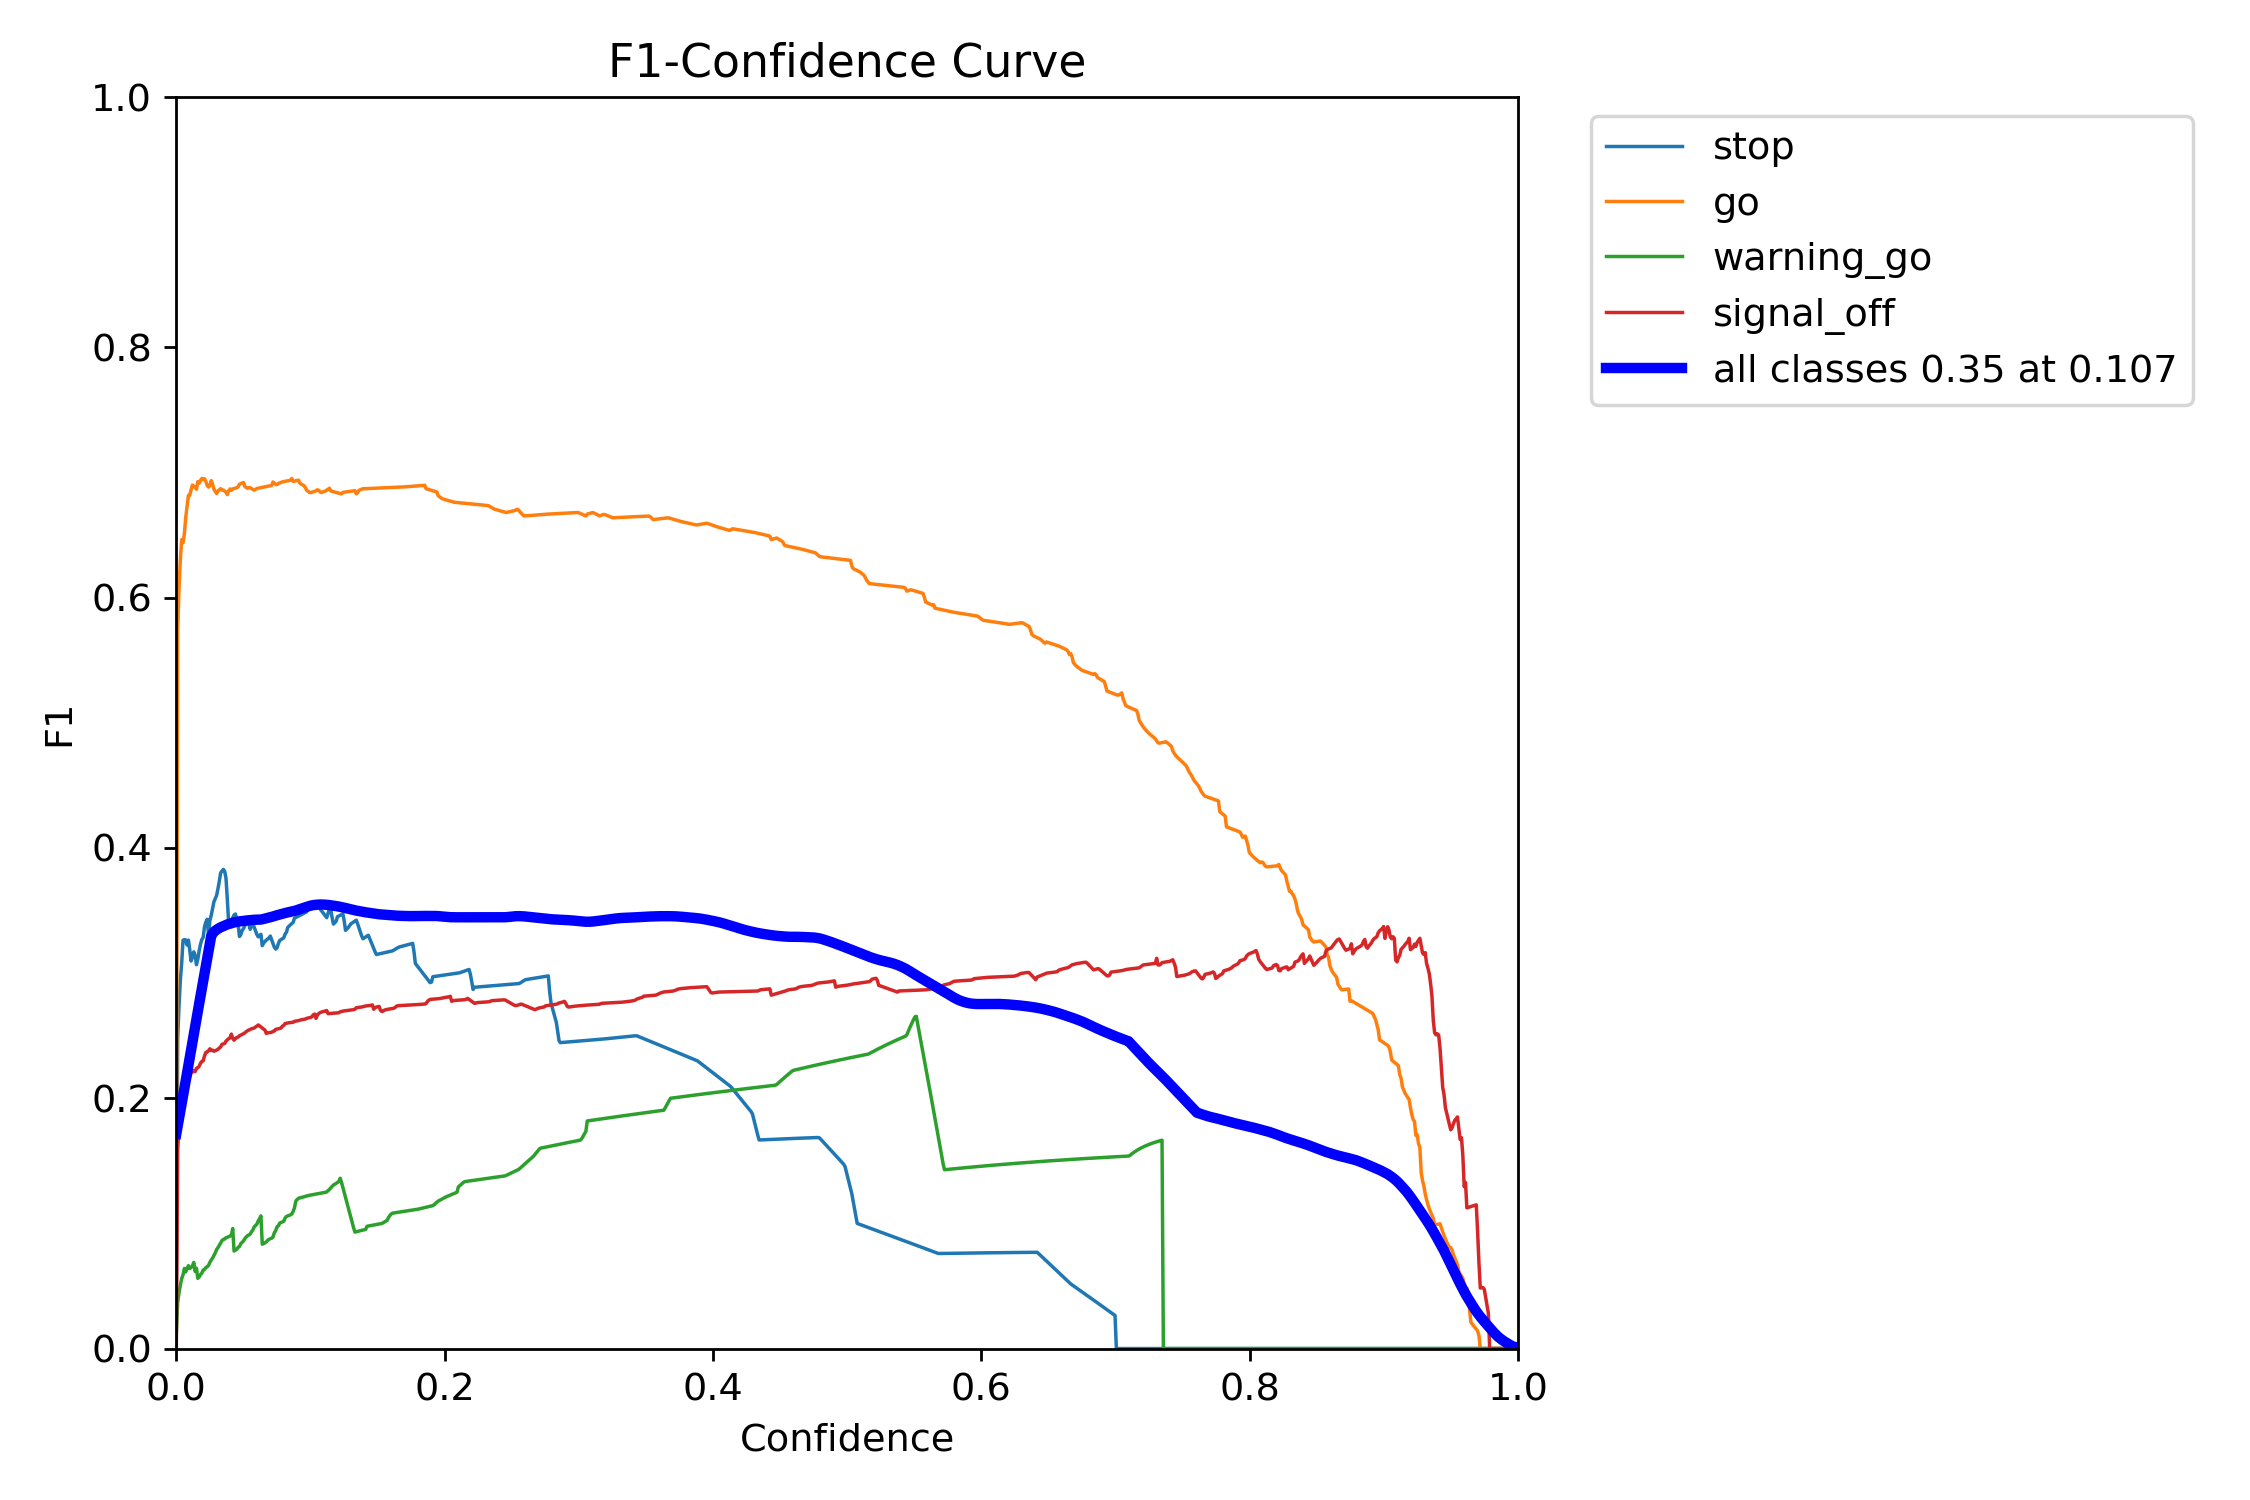 F1-Confidence Curve
1.0
0.8
0.6
0.4
0.2
0.0
F1
0.0 0.2 0.4 0.6 0.8 1.0
Confidence
stop
go
warning_go
signal_off
all classes 0.35 at 0.107